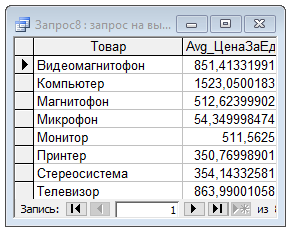 Запрос8 : запрос на вы...
Товар Avg_ЦенаЗаЕд
Видеомагнитофон 851,41331991
Компьютер 1523,0500183
Магнитофон 512,62399902
Микрофон 54,349998474
Монитор 511,5625
Принтер 350,76998901
Стереосистема 354,14332581
Телевизор 863,99001058
Запись: 1 из